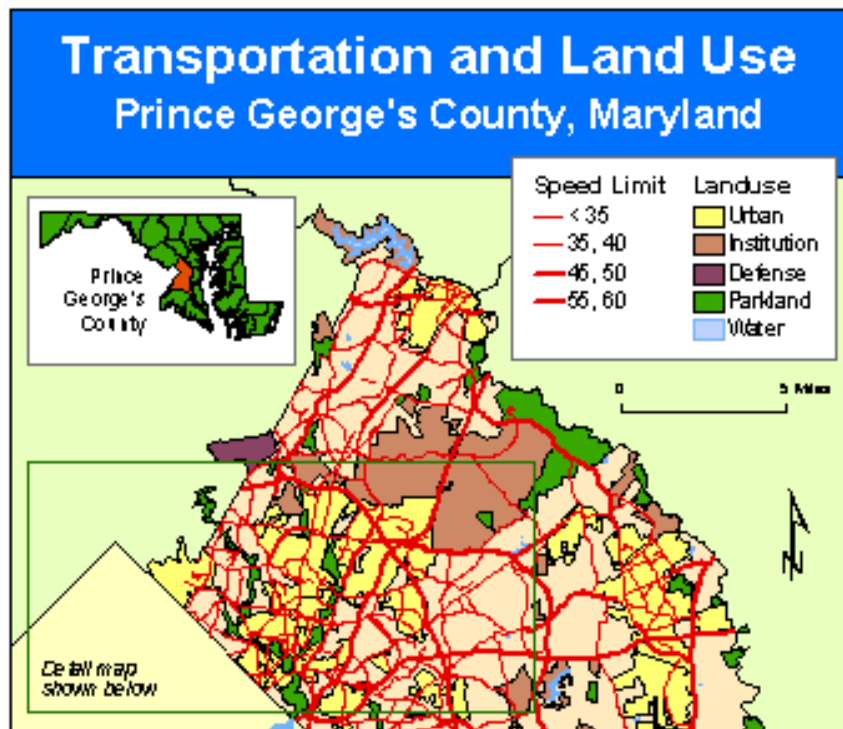 Transportation and Land Use
Prince George's County, Maryland
Speed Limit
< 35
35, 40
45, 50
55, 60
Landuse
Urban
Institution
Defense
Parkland
Water
Prince
George's
County
0 5 Miles
N
Detail map
shown below